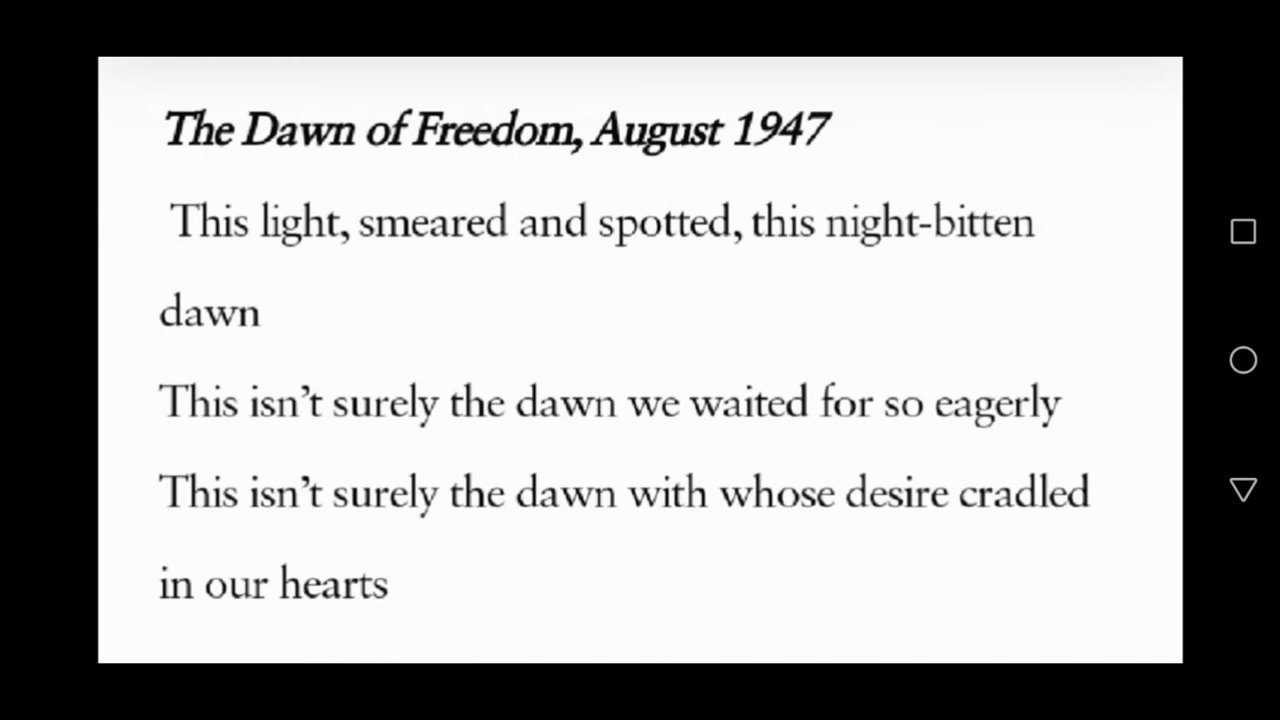 The Dawn of Freedom, August 1947
This light, smeared and spotted, this night-bitten
dawn
This isn’t surely the dawn we waited for so eagerly
This isn’t surely the dawn with whose desire cradled
in our hearts